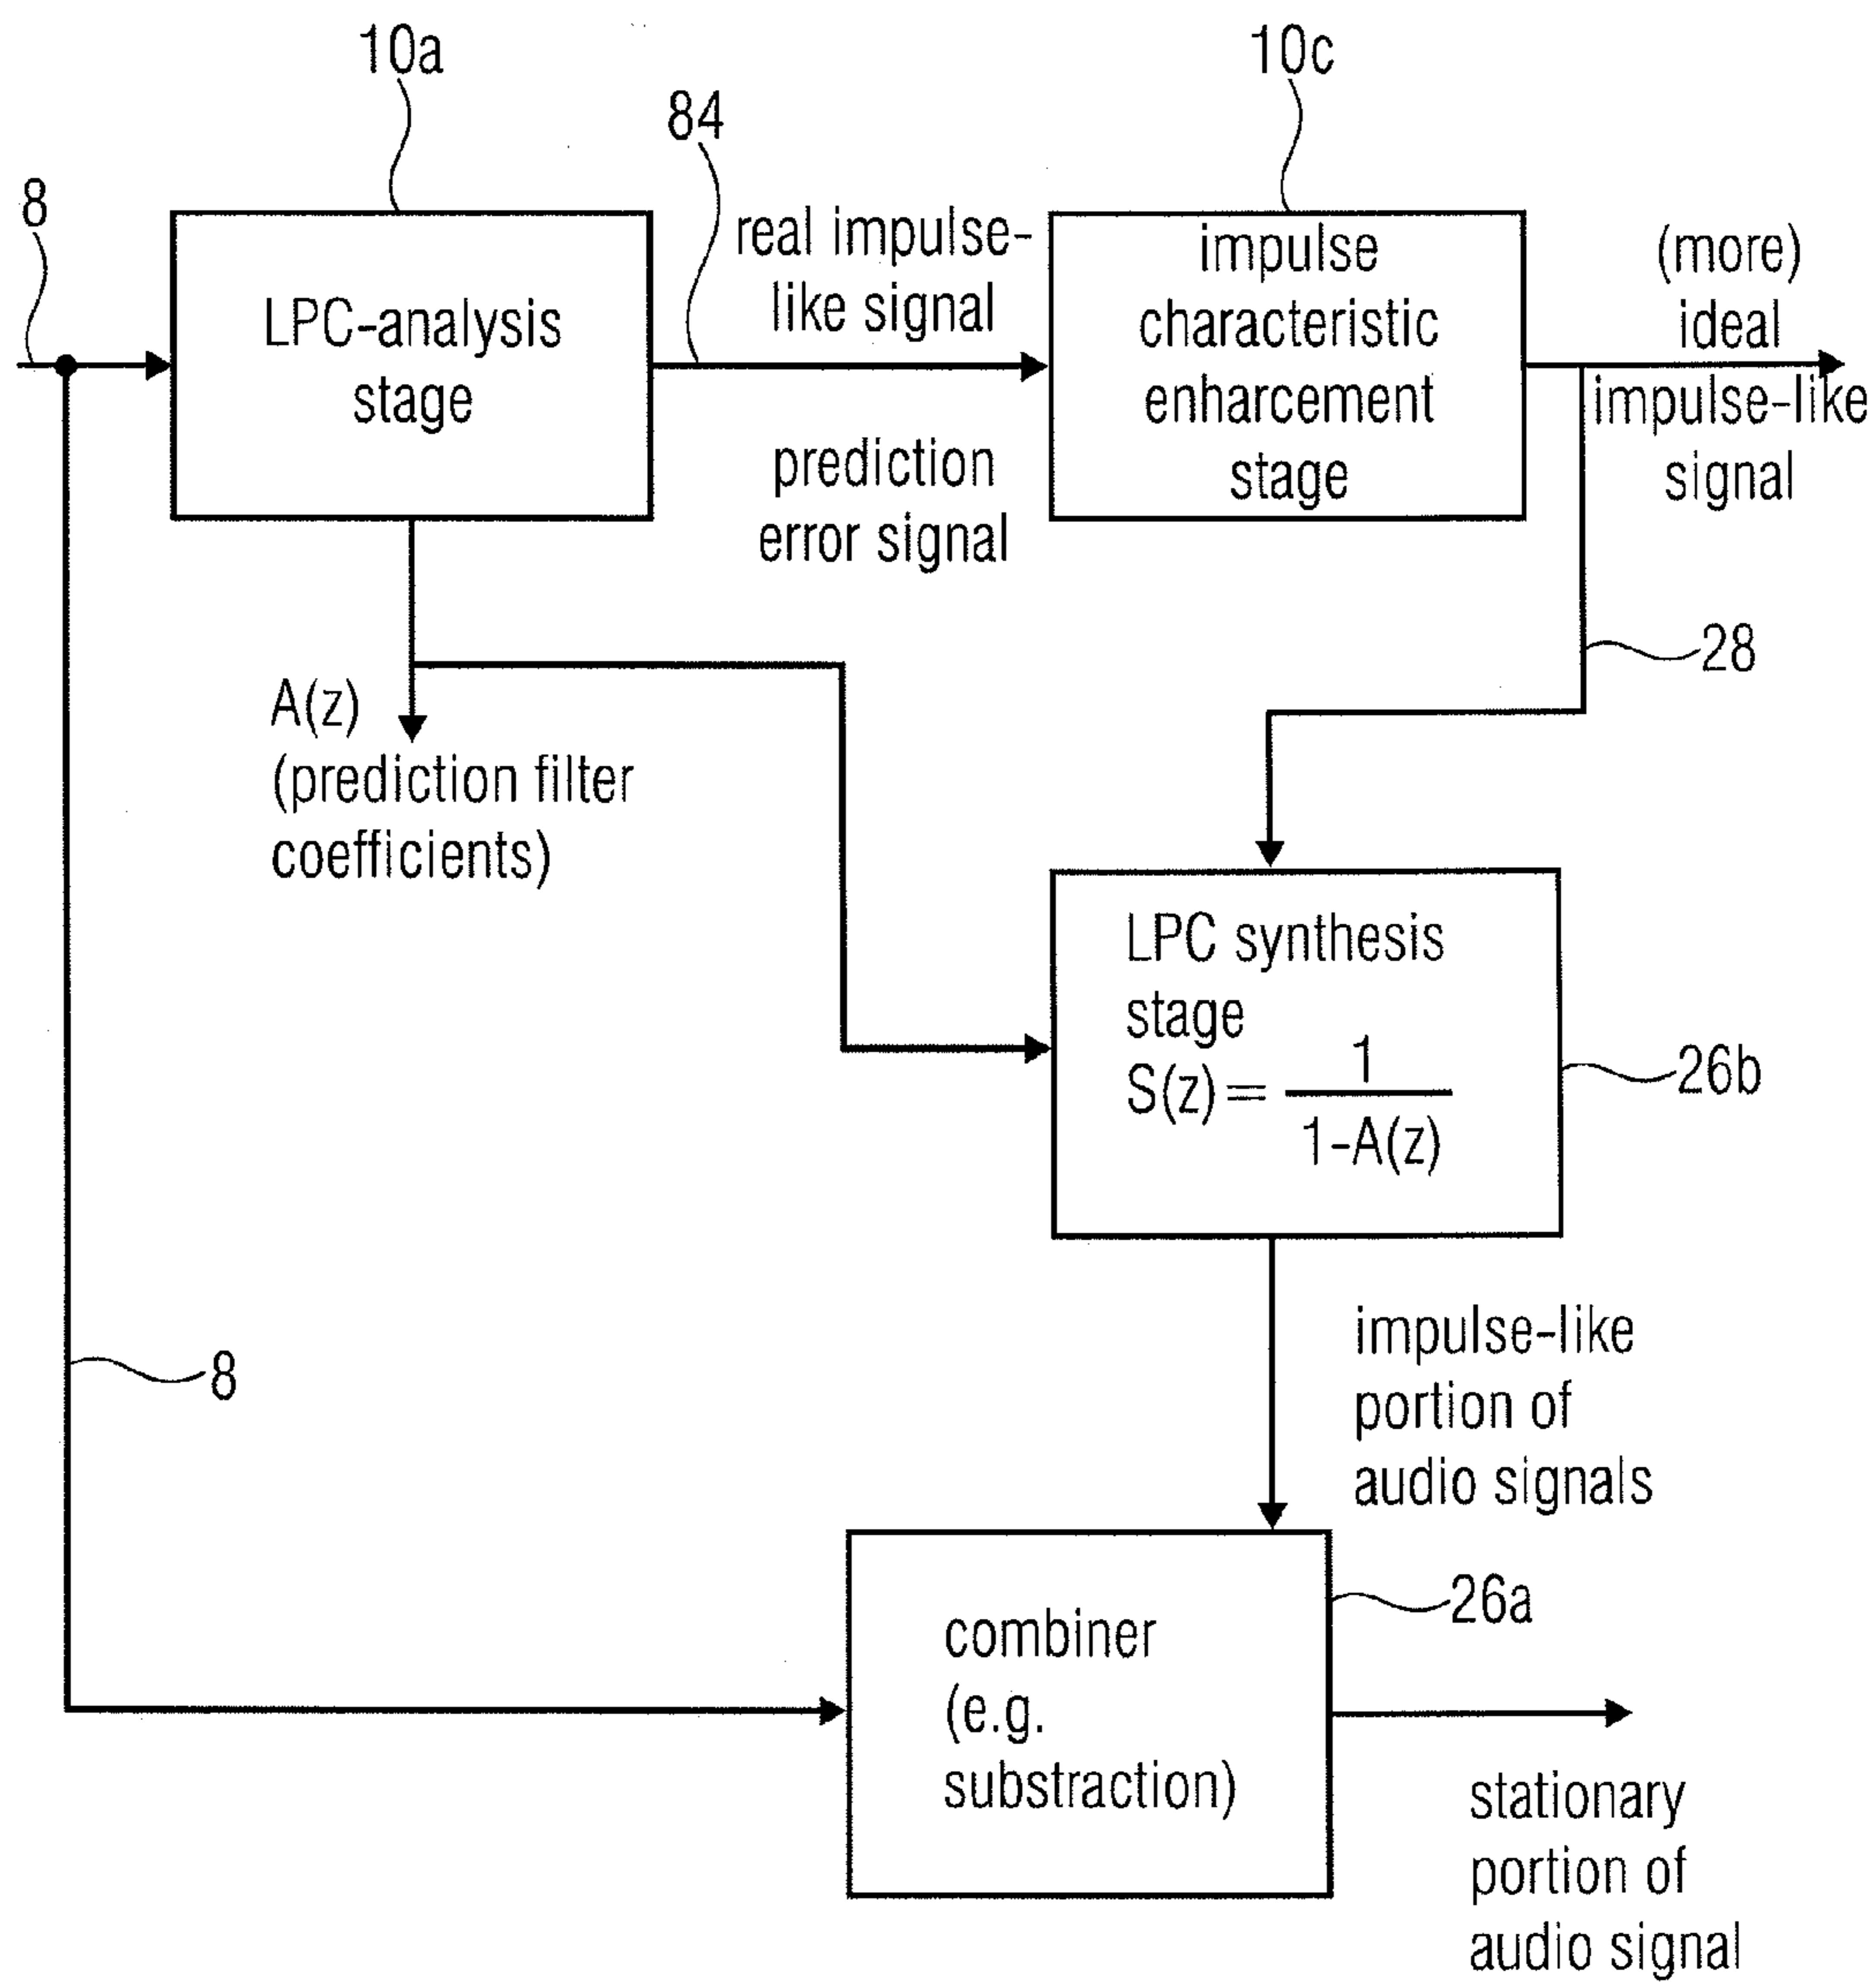 10a
10c
84
8
LPC-analysis
stage
real impulse-
like signal
prediction
error signal
impulse
characteristic
enharcement
stage
(more)
ideal
impulse-like
signal
28
A(z)
(prediction filter
coefficients)
LPC synthesis
stage
S(z) = 1
1-A(z)
26b
8
impulse-like
portion of
audio signals
26a
combiner
(e.g.
substraction)
stationary
portion of
audio signal